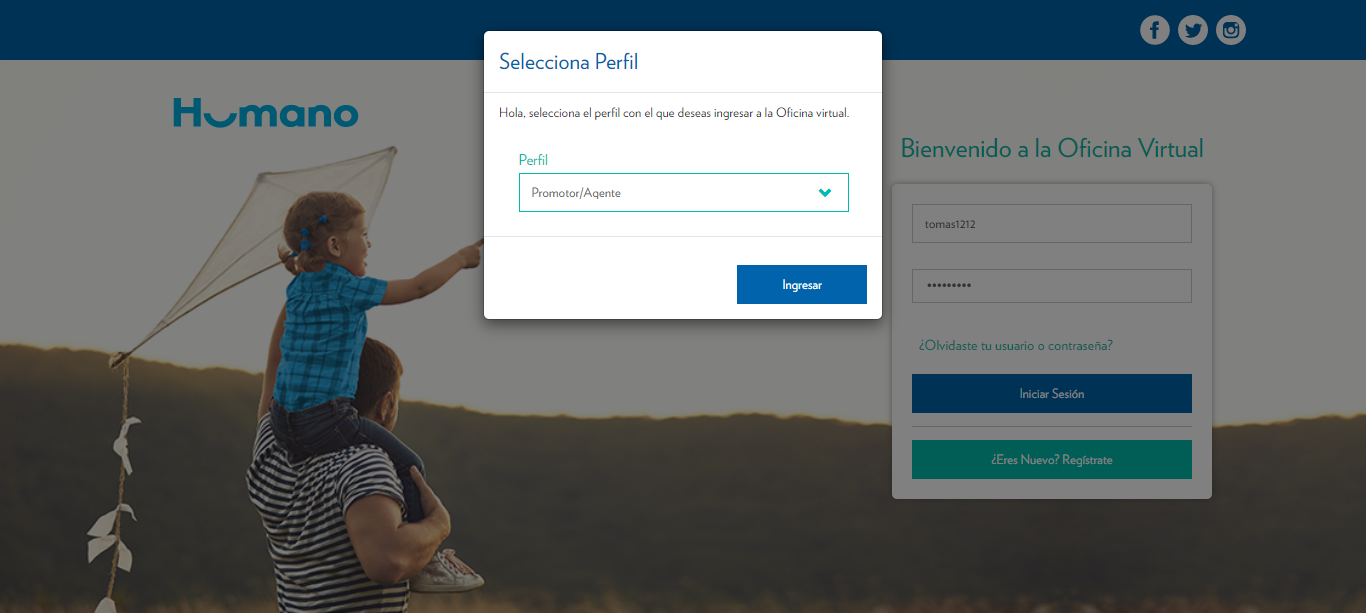 Selecciona Perfil
Hola, selecciona el perfil con el que deseas ingresar a la Oficina virtual.
Perfil
Promotor/Agente
Ingresar
Humano
Bienvenido a la Oficina Virtual
tomas1212
¿Olvidaste tu usuario o contraseña?
Iniciar Sesión
¿Eres Nuevo? Regístrate